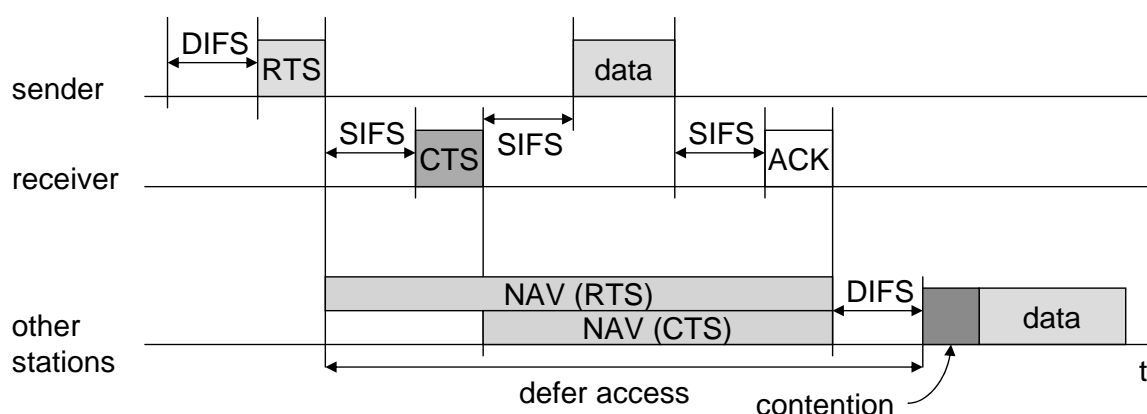 DIFS
RTS
data
sender
SIFS
CTS
SIFS
SIFS
ACK
receiver
NAV (RTS)
DIFS
NAV (CTS)
data
other
stations
t
defer access
contention